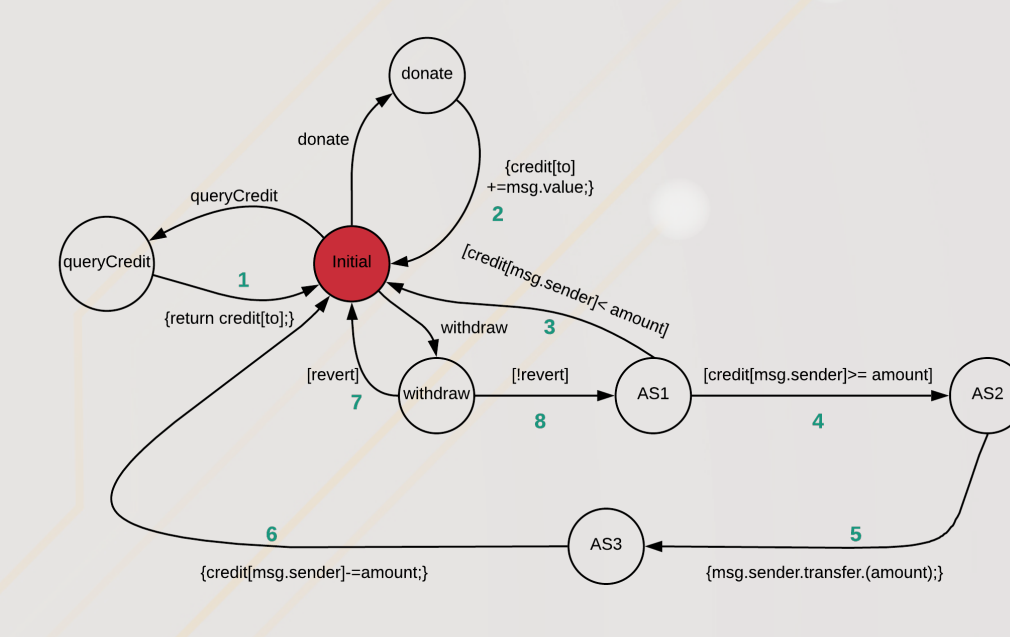 donate
donate
{credit[to]
+=msg.value;}
2
queryCredit
queryCredit
Initial
1
{return credit[to];}
[credit[msg.sender]< amount]
3
withdraw
[revert]
7
withdraw
[!revert]
8
AS1
[credit[msg.sender]>= amount]
4
AS2
6
AS3
5
{credit[msg.sender]-=amount;}
{msg.sender.transfer.(amount);}